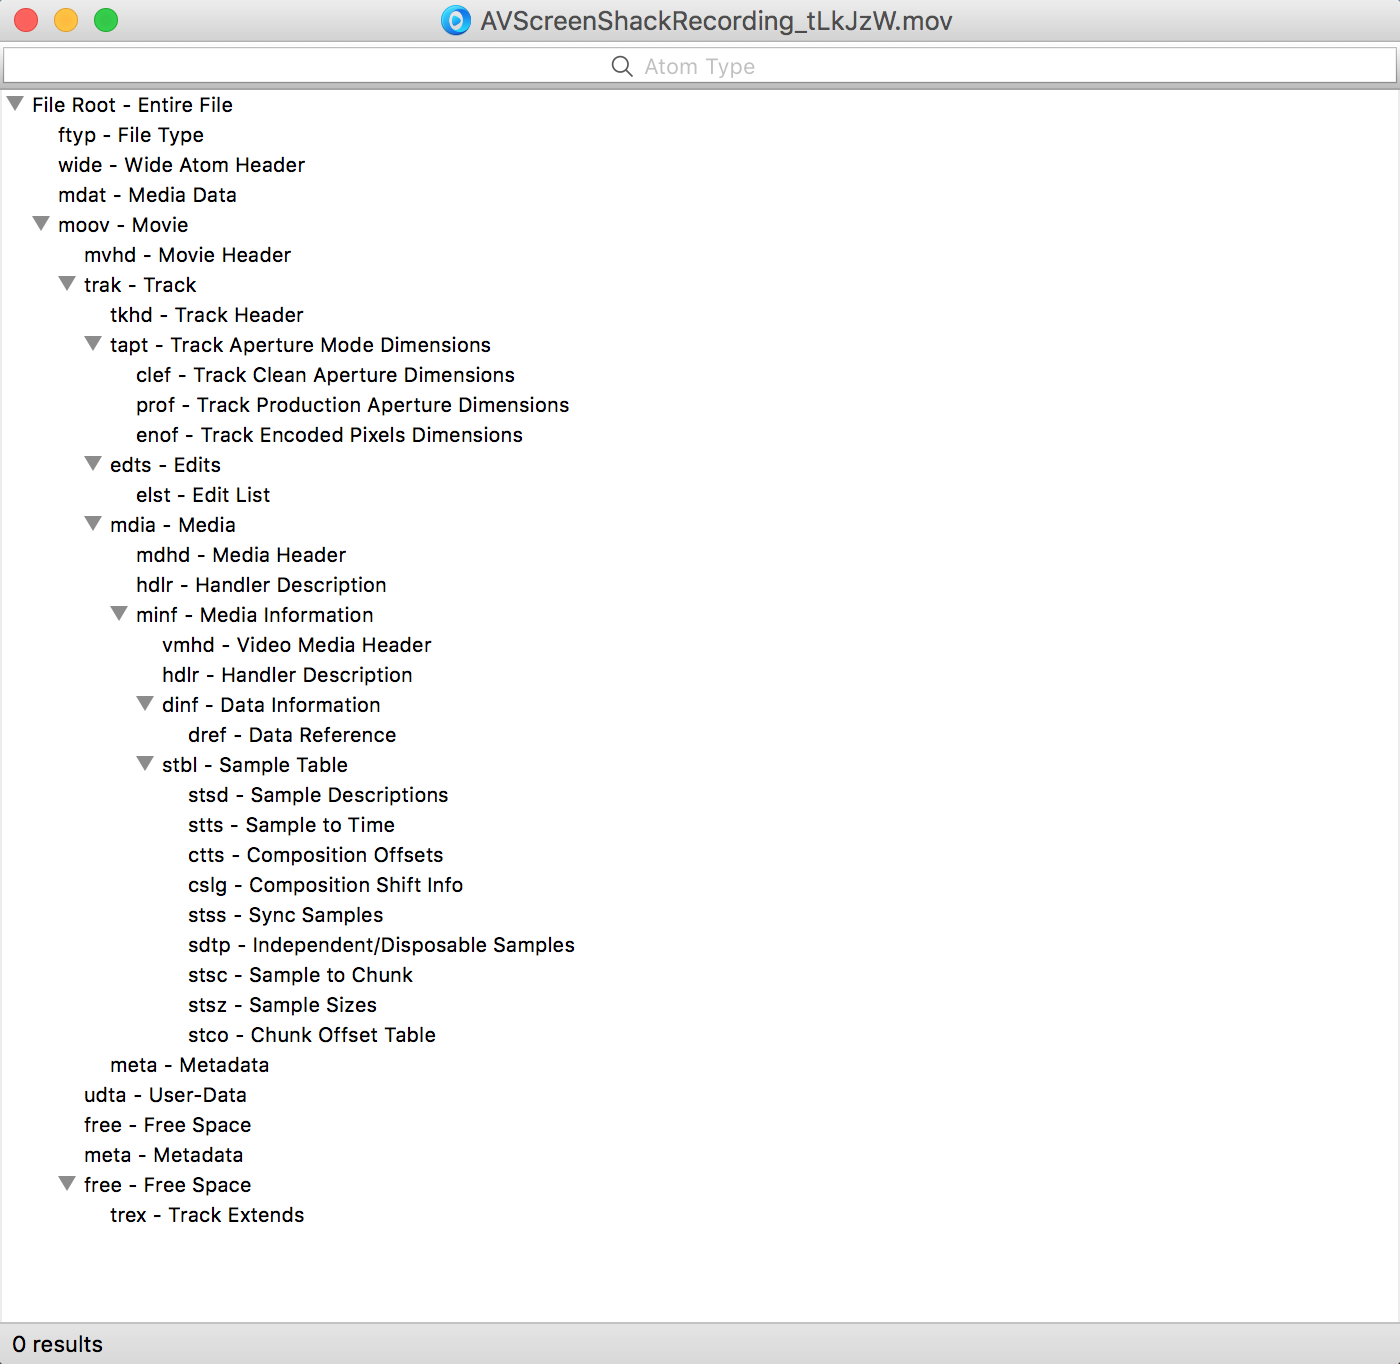 AVScreenShackRecording_tLkJzW.mov
Atom Type
File Root - Entire File
ftyp - File Type
wide - Wide Atom Header
mdat - Media Data
moov - Movie
mvhd - Movie Header
trak - Track
tkhd - Track Header
tapt - Track Aperture Mode Dimensions
clef - Track Clean Aperture Dimensions
prof - Track Production Aperture Dimensions
enof - Track Encoded Pixels Dimensions
edts - Edits
elst - Edit List
mdia - Media
mdhd - Media Header
hdlr - Handler Description
minf - Media Information
vmhd - Video Media Header
hdlr - Handler Description
dinf - Data Information
dref - Data Reference
stbl - Sample Table
stsd - Sample Descriptions
stts - Sample to Time
ctts - Composition Offsets
cslg - Composition Shift Info
stss - Sync Samples
sdtp - Independent/Disposable Samples
stsc - Sample to Chunk
stsz - Sample Sizes
stco - Chunk Offset Table
meta - Metadata
udta - User-Data
free - Free Space
meta - Metadata
free - Free Space
trex - Track Extends
0 results